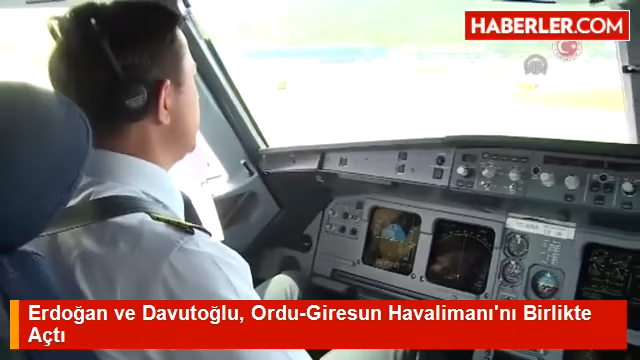 HABERLER.COM
Erdoğan ve Davutoğlu, Ordu-Giresun Havalimanı'nı Birlikte
Açtı